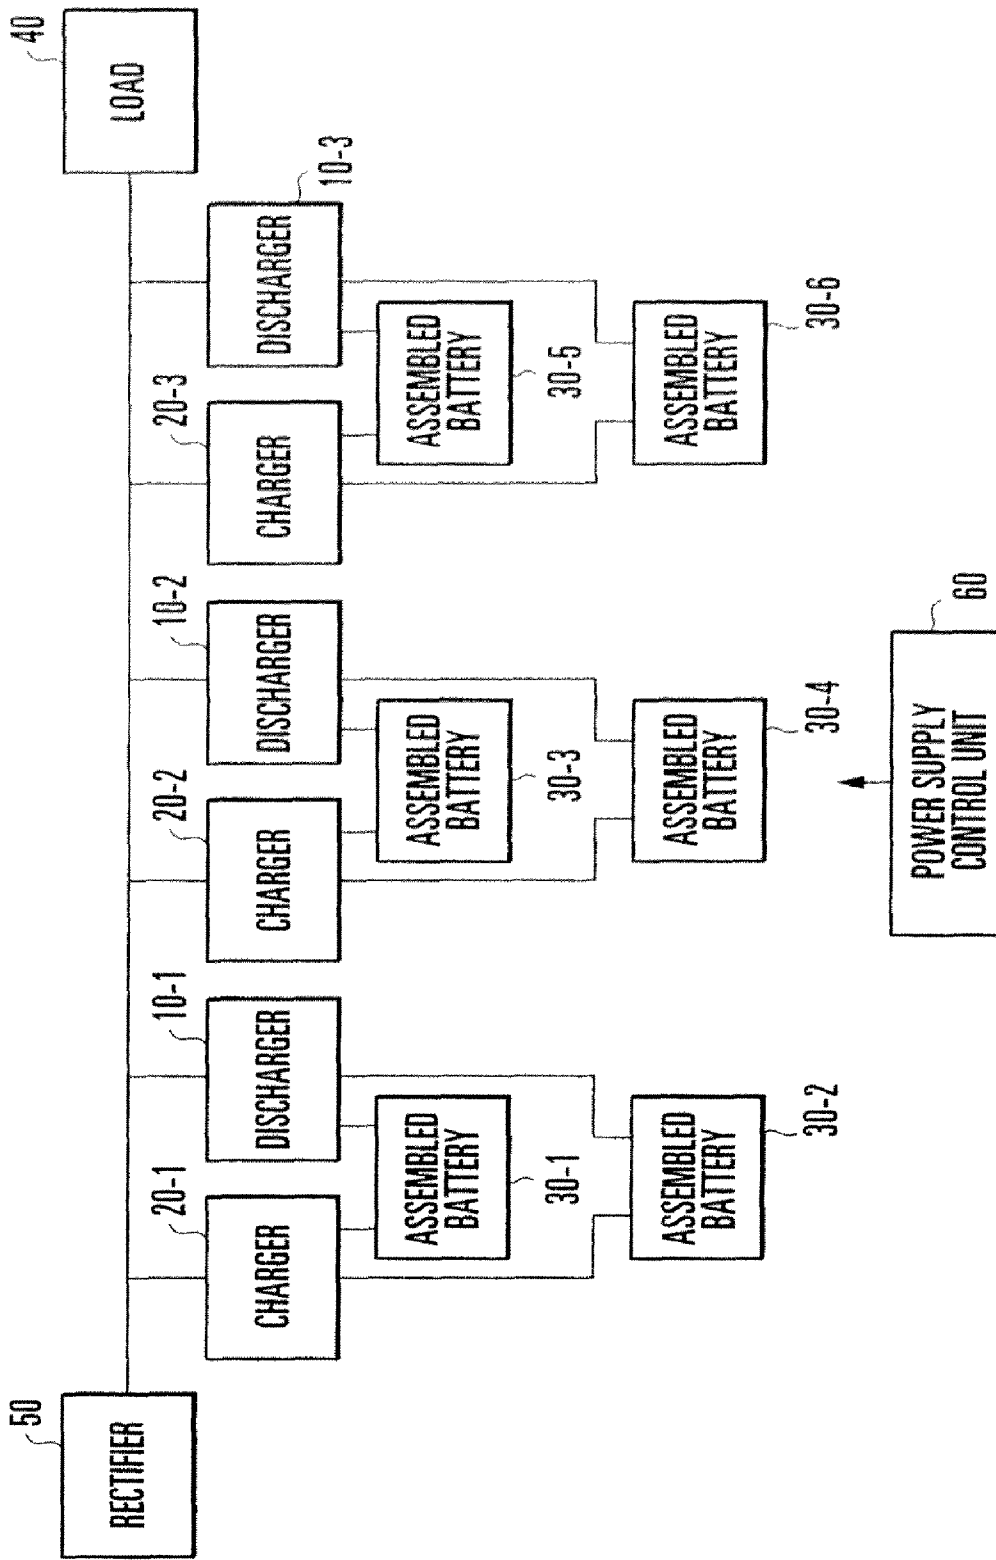 50
RECTIFIER
40
LOAD
20-1
CHARGER
10-1
DISCHARGER
20-2
CHARGER
10-2
DISCHARGER
20-3
CHARGER
DISCHARGER
10-3
ASSEMBLED
BATTERY
30-1
ASSEMBLED
BATTERY
30-3
ASSEMBLED
BATTERY
30-5
ASSEMBLED
BATTERY
30-2
ASSEMBLED
BATTERY
30-4
ASSEMBLED
BATTERY
30-6
POWER SUPPLY
CONTROL UNIT
60